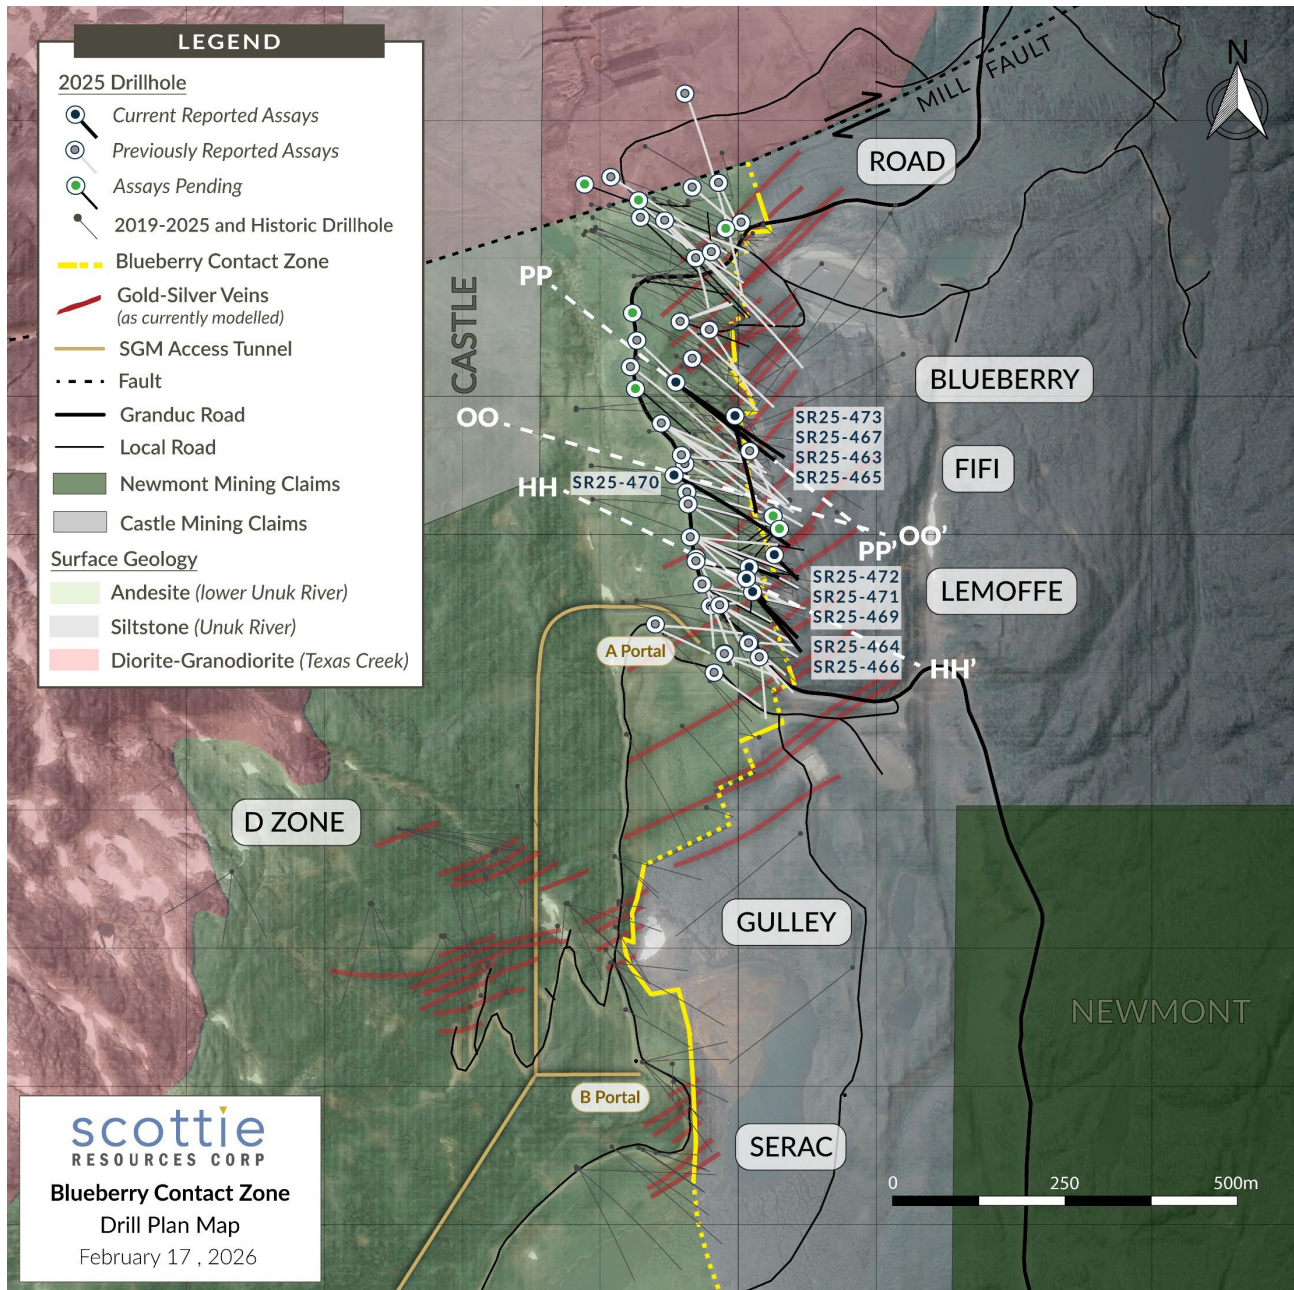 LEGEND
2025 Drillhole
Current Reported Assays
Previously Reported Assays
Assays Pending
2019-2025 and Historic Drillhole
Blueberry Contact Zone
Gold-Silver Veins
(as currently modelled)
SGM Access Tunnel
Fault
Granduc Road
Local Road
Newmont Mining Claims
Castle Mining Claims
Surface Geology
Andesite (lower Unuk River)
Siltstone (Unuk River)
Diorite-Granodiorite (Texas Creek)
N
MILL FAULT
ROAD
PP
CASTLE
BLUEBERRY
OO
SR25-473
SR25-467
SR25-463
SR25-465
FIFI
HH
SR25-470
OO'
PP'
SR25-472
SR25-471
SR25-469
LEMOFFE
SR25-464
SR25-466
HH'
A Portal
D ZONE
GULLEY
NEWMONT
B Portal
SERAC
0 250 500m
scottie
RESOURCES CORP
Blueberry Contact Zone
Drill Plan Map
February 17 , 2026